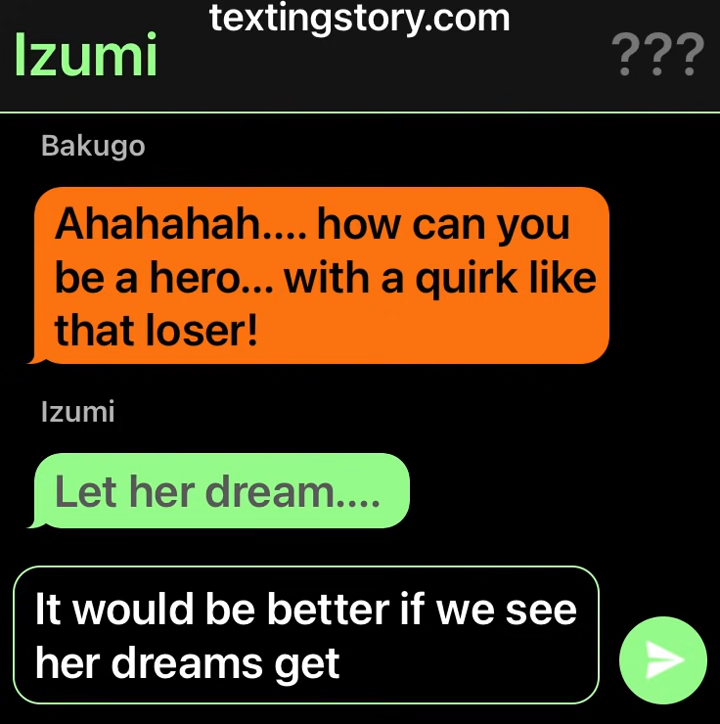 textingstory.com
Izumi
???
Bakugo
Ahahahah.... how can you
be a hero... with a quirk like
that loser!
Izumi
Let her dream....
It would be better if we see
her dreams get